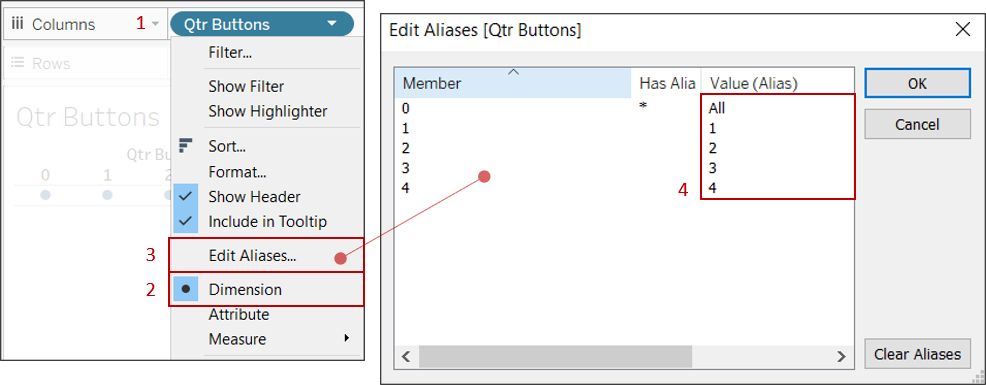 Columns
1
Qtr Buttons
Rows
Qtr Buttons
Qtr Bu
0 1 2
Filter...
Show Filter
Show Highlighter
Sort...
Format...
Show Header
Include in Tooltip
3
Edit Aliases...
2
Dimension
Attribute
Measure
Edit Aliases [Qtr Buttons]
Member Has Alia Value (Alias)
0 * All
1 1
2 2
3 3
4 4
4
OK
Cancel
Clear Aliases